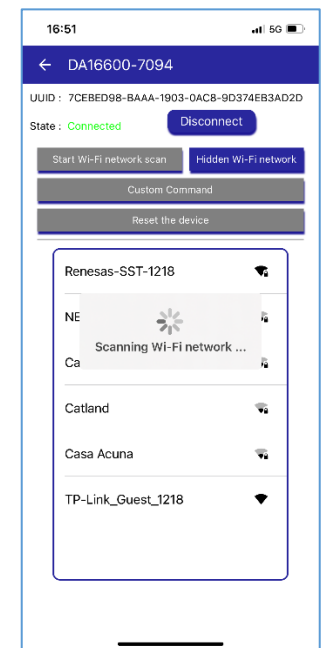 16:51 5G
← DA16600-7094
UUID : 7CEBED98-BAAA-1903-0AC8-9D374EB3AD2D
State : Connected Disconnect
Start Wi-Fi network scan Hidden Wi-Fi network
Custom Command
Reset the device
Renesas-SST-1218
NE
Scanning Wi-Fi network ...
Ca
Catland
Casa Acuna
TP-Link_Guest_1218